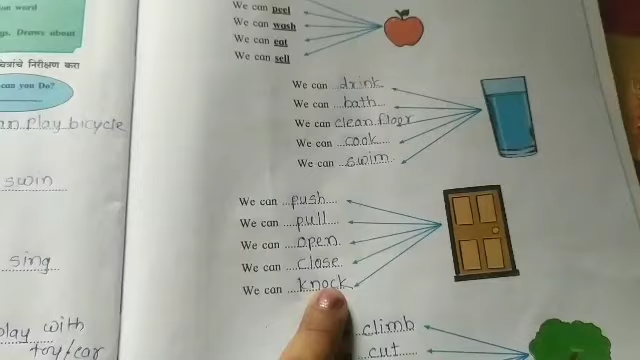 ion word
gs, Draws about
चित्रांचे निरीक्षण करा
can you Do?
an Play bicycle
swin
sing
play with
toy/car
We can peel
We can wash
We can eat
We can sell
We can drink
We can bath
We can clean floor
We can cook
We can swim
We can push
We can pull
We can open
We can close
We can knock
climb
cut